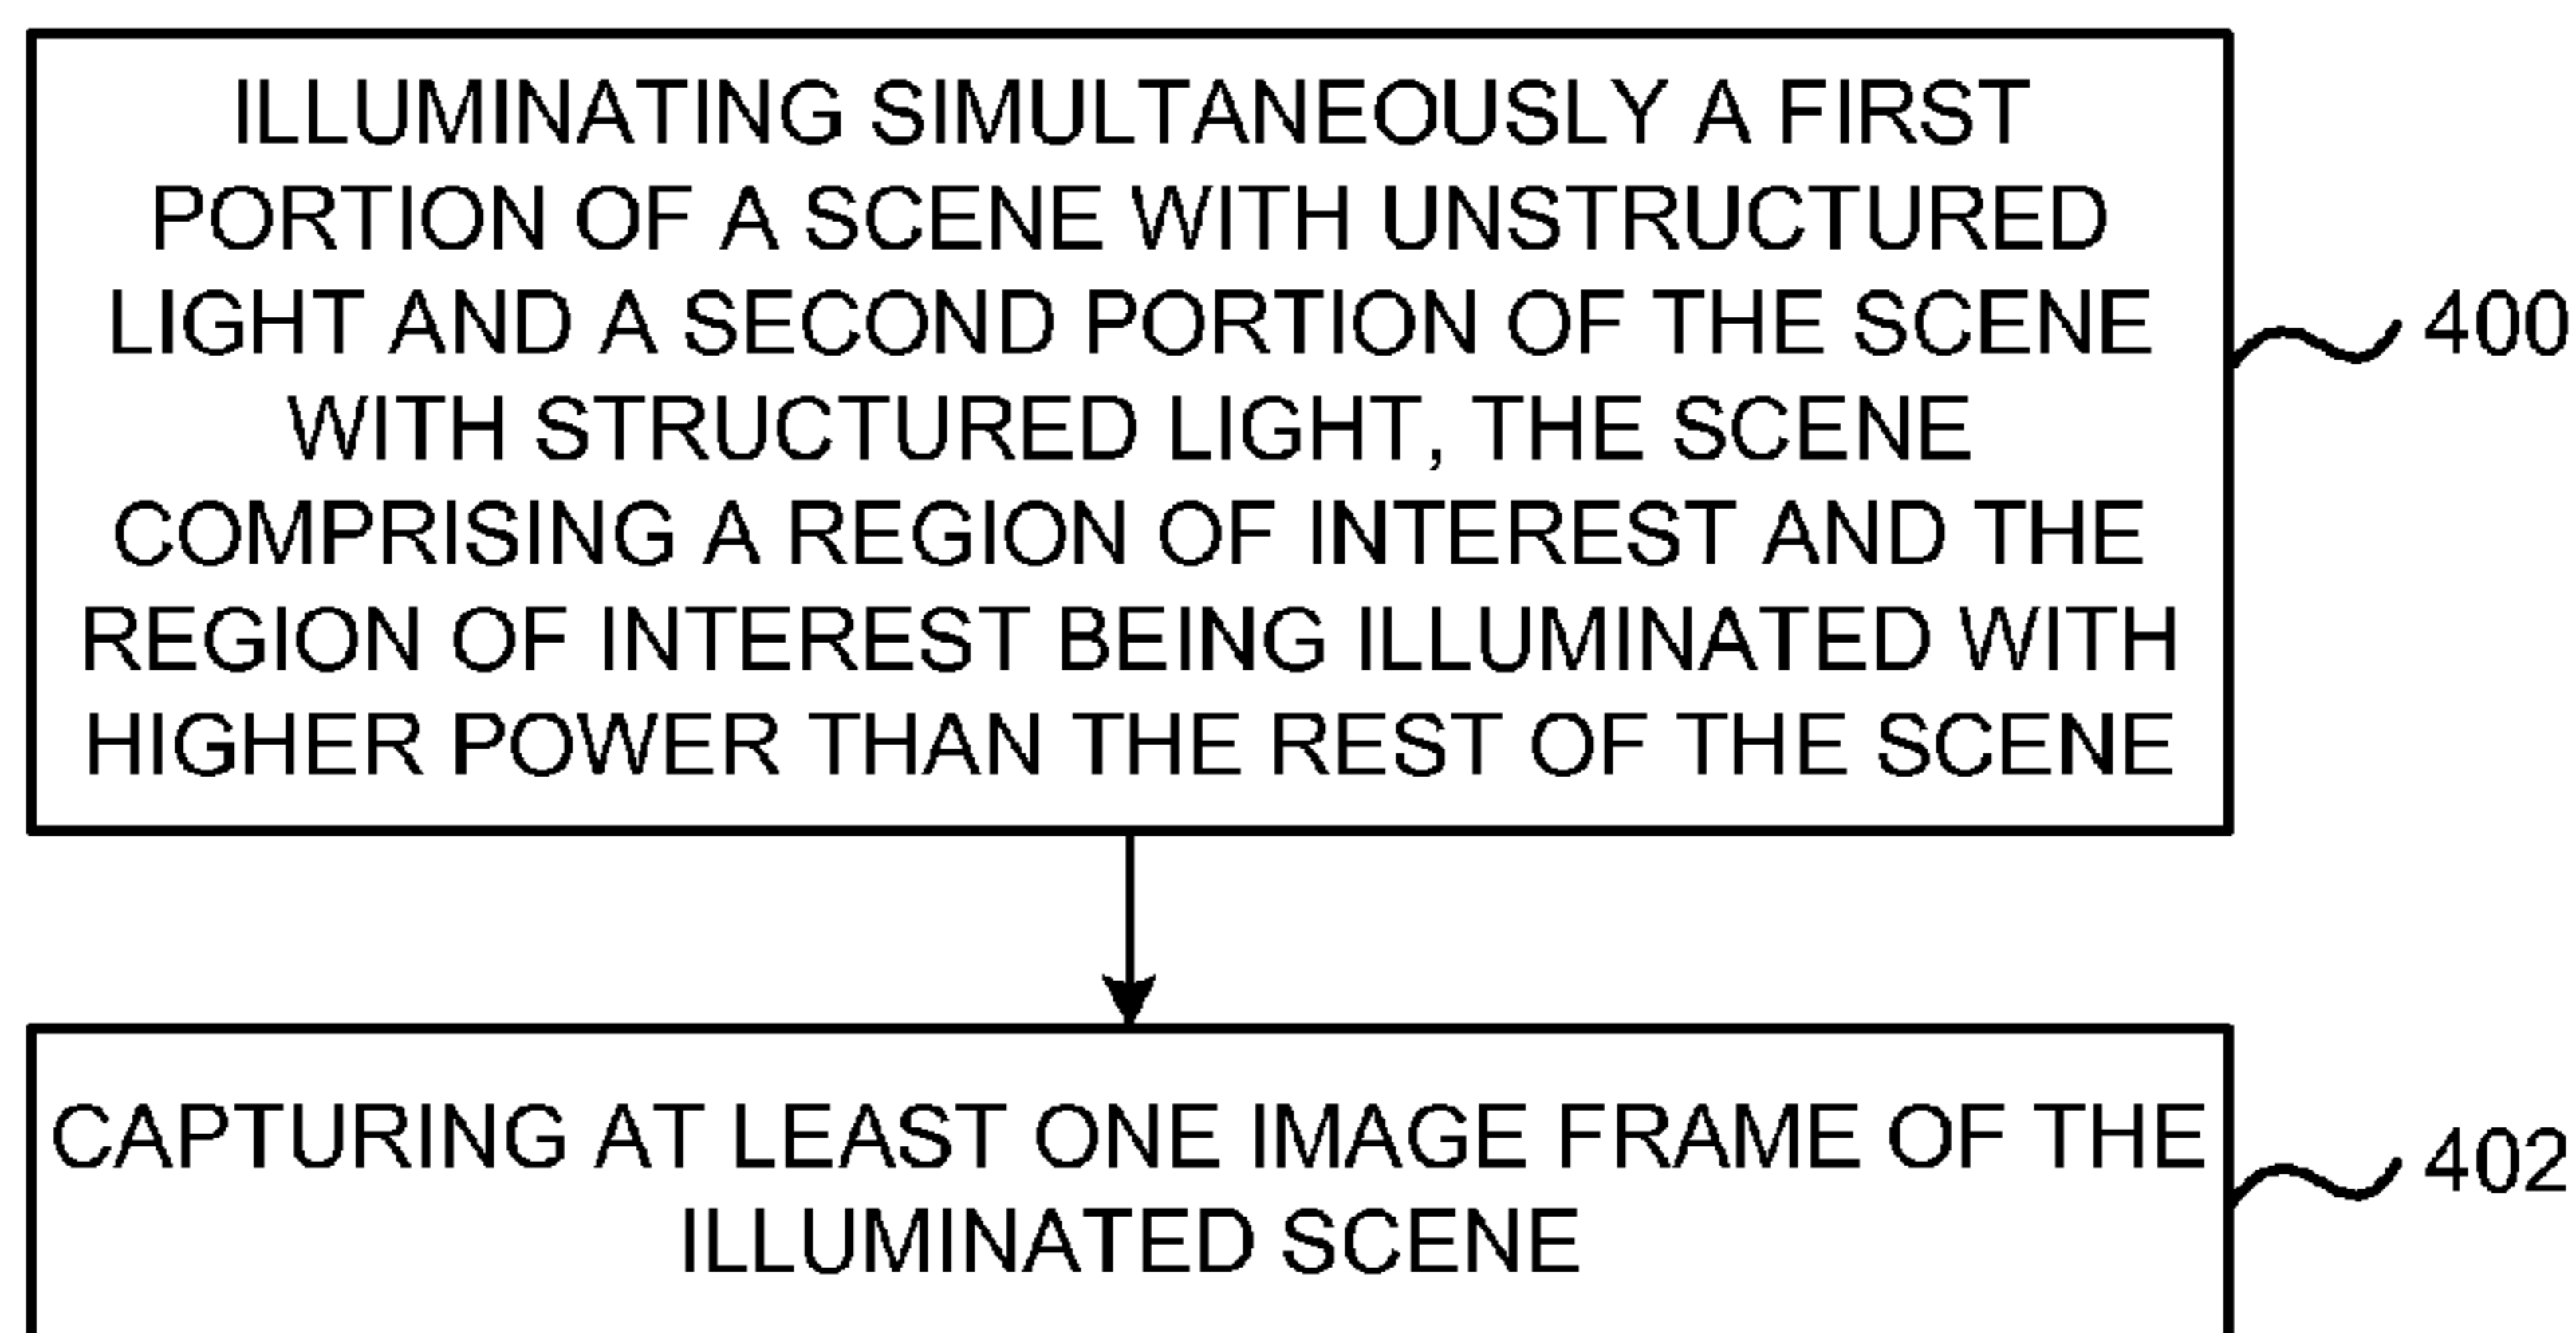 ILLUMINATING SIMULTANEOUSLY A FIRST
PORTION OF A SCENE WITH UNSTRUCTURED
LIGHT AND A SECOND PORTION OF THE SCENE
WITH STRUCTURED LIGHT, THE SCENE
COMPRISING A REGION OF INTEREST AND THE
REGION OF INTEREST BEING ILLUMINATED WITH
HIGHER POWER THAN THE REST OF THE SCENE
400
CAPTURING AT LEAST ONE IMAGE FRAME OF THE
ILLUMINATED SCENE
402